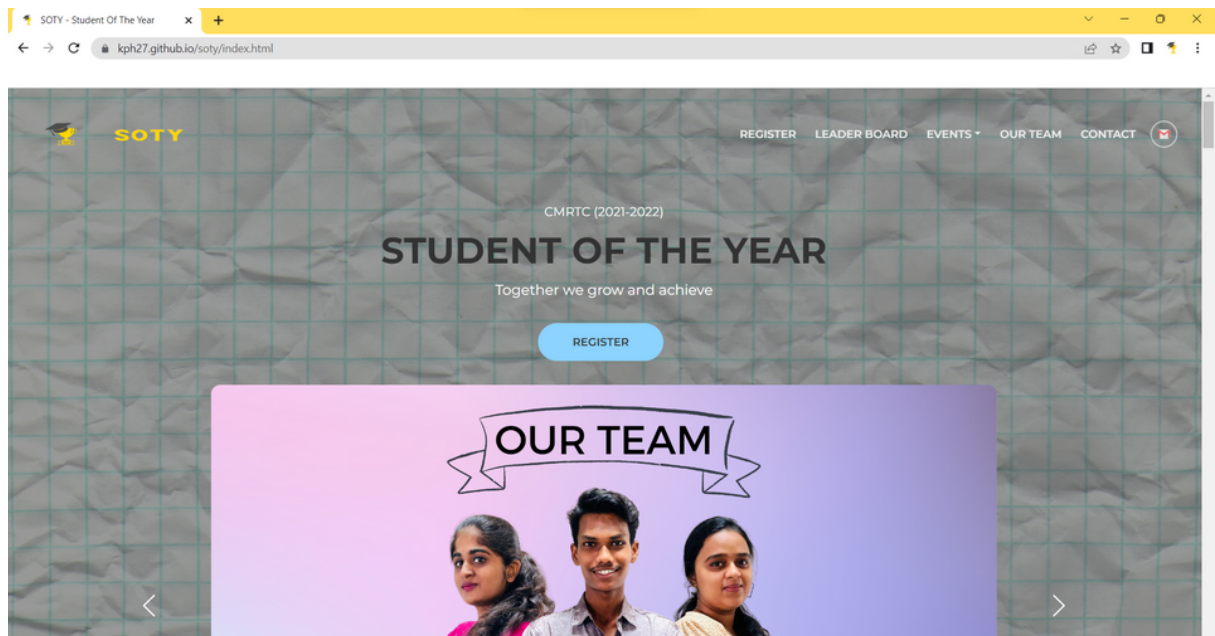 SOTY - Student Of The Year
kph27.github.io/soty/index.html
SOTY
REGISTER LEADER BOARD EVENTS OUR TEAM CONTACT
CMRTC (2021-2022)
STUDENT OF THE YEAR
Together we grow and achieve
REGISTER
OUR TEAM